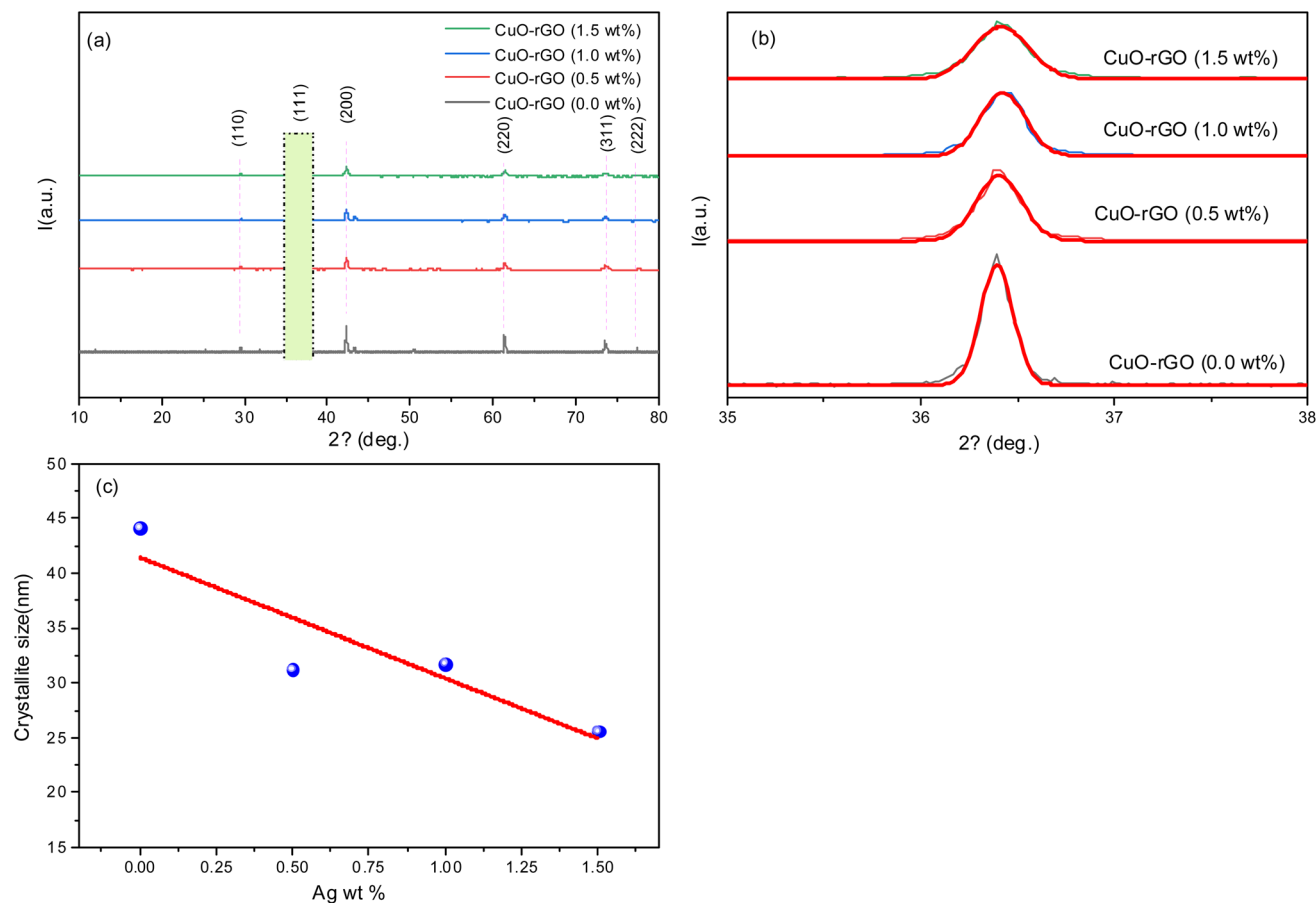 (a)
CuO-rGO (1.5 wt%)
CuO-rGO (1.0 wt%)
CuO-rGO (0.5 wt%)
CuO-rGO (0.0 wt%)
(110)
(111)
(200)
(220)
(311)
(222)
I(a.u.)
10 20 30 40 50 60 70 80
2? (deg.)
(b)
CuO-rGO (1.5 wt%)
CuO-rGO (1.0 wt%)
CuO-rGO (0.5 wt%)
CuO-rGO (0.0 wt%)
I(a.u.)
35 36 37 38
2? (deg.)
(c)
50
45
40
35
30
25
20
15
Crystallite size(nm)
0.00 0.25 0.50 0.75 1.00 1.25 1.50
Ag wt %